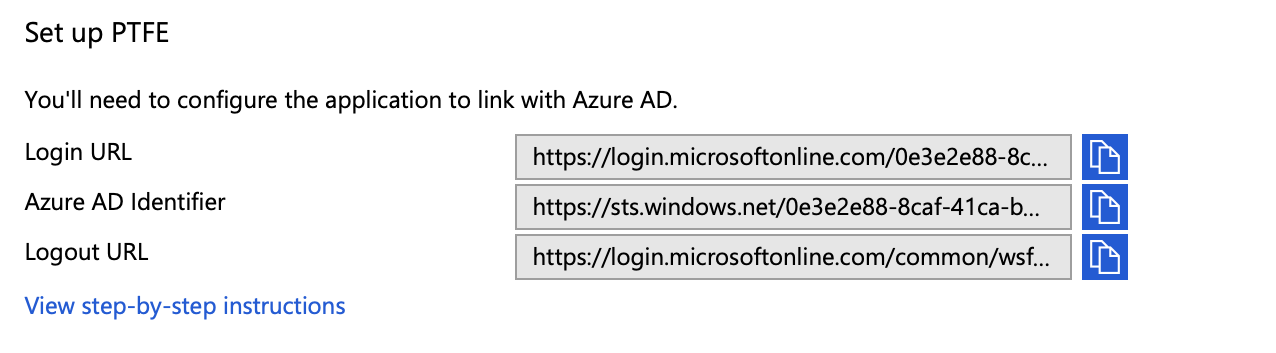 Set up PTFE
You'll need to configure the application to link with Azure AD.
Login URL https://login.microsoftonline.com/0e3e2e88-8c...
Azure AD Identifier https://sts.windows.net/0e3e2e88-8caf-41ca-b...
Logout URL https://login.microsoftonline.com/common/wsf...
View step-by-step instructions